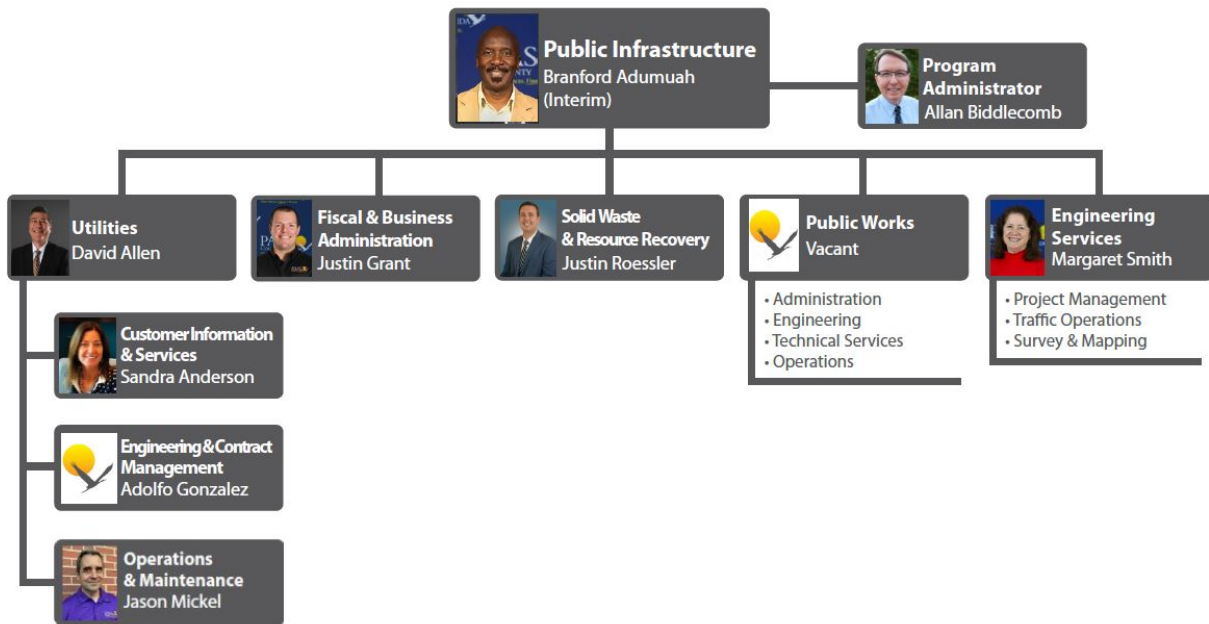 Public Infrastructure
Branford Adumuah
(Interim)
Program
Administrator
Allan Biddlecomb
Utilities
David Allen
Fiscal & Business
Administration
Justin Grant
Solid Waste
& Resource Recovery
Justin Roessler
Public Works
Vacant
• Administration
• Engineering
• Technical Services
• Operations
Engineering
Services
Margaret Smith
• Project Management
• Traffic Operations
• Survey & Mapping
Customer Information
& Services
Sandra Anderson
Engineering & Contract
Management
Adolfo Gonzalez
Operations
& Maintenance
Jason Mickel